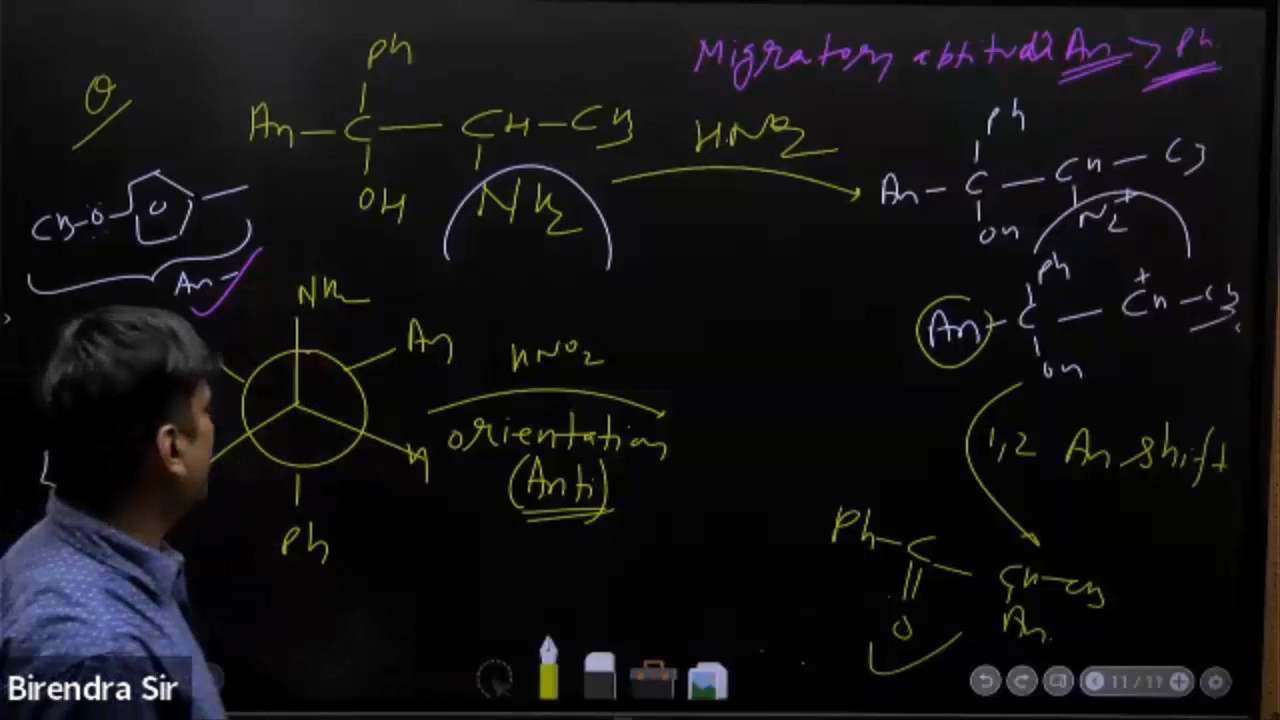 Migratory aptitude An > Ph
Q
Ph
An – C – CH – CH3
OH
NH2
HNO2
Ph
An – C – CH – CH3
OH
N2+
CH3–O
An –
Ph
An – C – C+H – CH3
OH
NH2
An
H
Ph
HNO2
orientation
(Anti)
1,2 An shift
Ph – C – CH – CH3
O
An
Birendra Sir
11 / 11